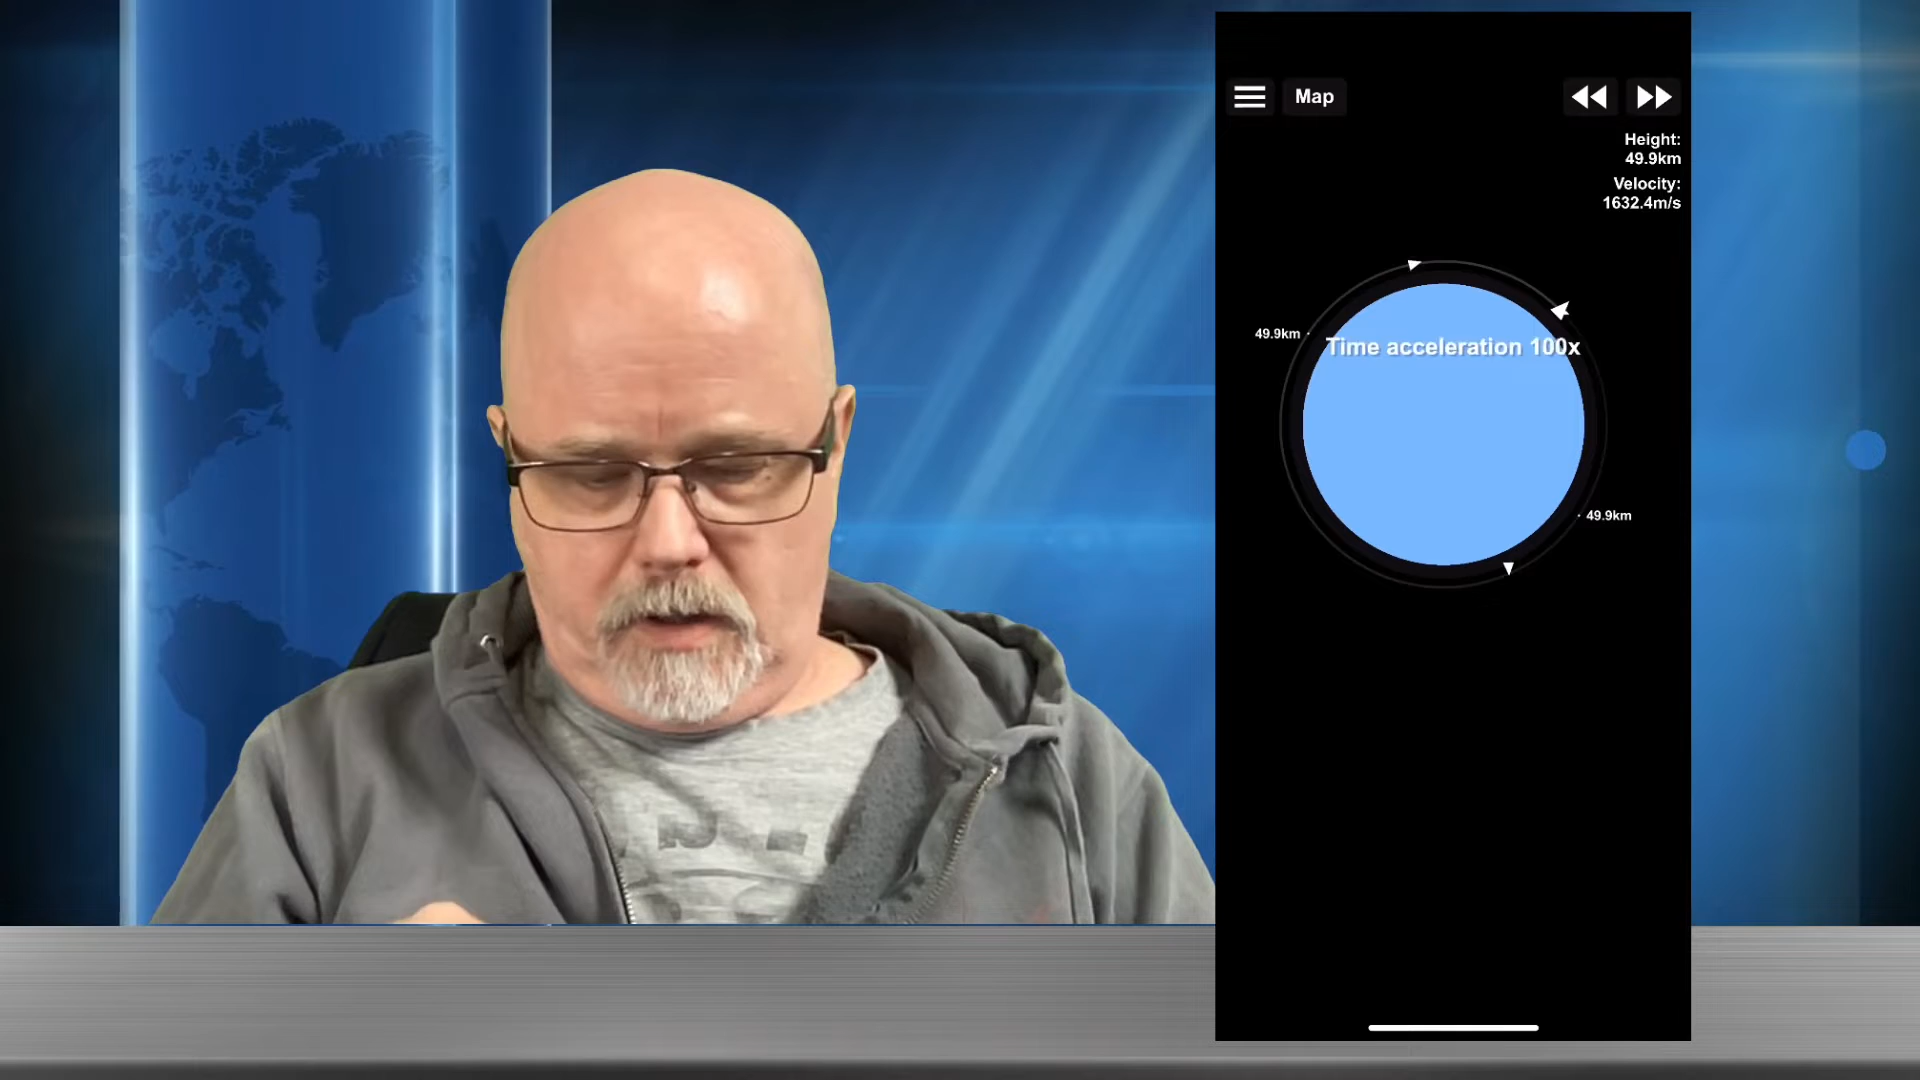 Map
Height:
49.9km
Velocity:
1632.4m/s
49.9km
Time acceleration 100x
49.9km